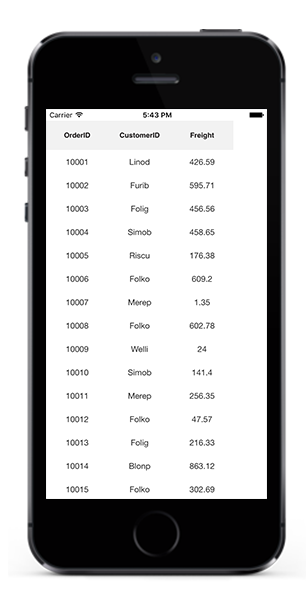 Carrier 5:43 PM
OrderID CustomerID Freight
10001 Linod 426.59
10002 Furib 595.71
10003 Folig 456.56
10004 Simob 458.65
10005 Riscu 176.38
10006 Folko 609.2
10007 Merep 1.35
10008 Folko 602.78
10009 Welli 24
10010 Simob 141.4
10011 Merep 256.35
10012 Folko 47.57
10013 Folig 216.33
10014 Blonp 863.12
10015 Folko 302.69